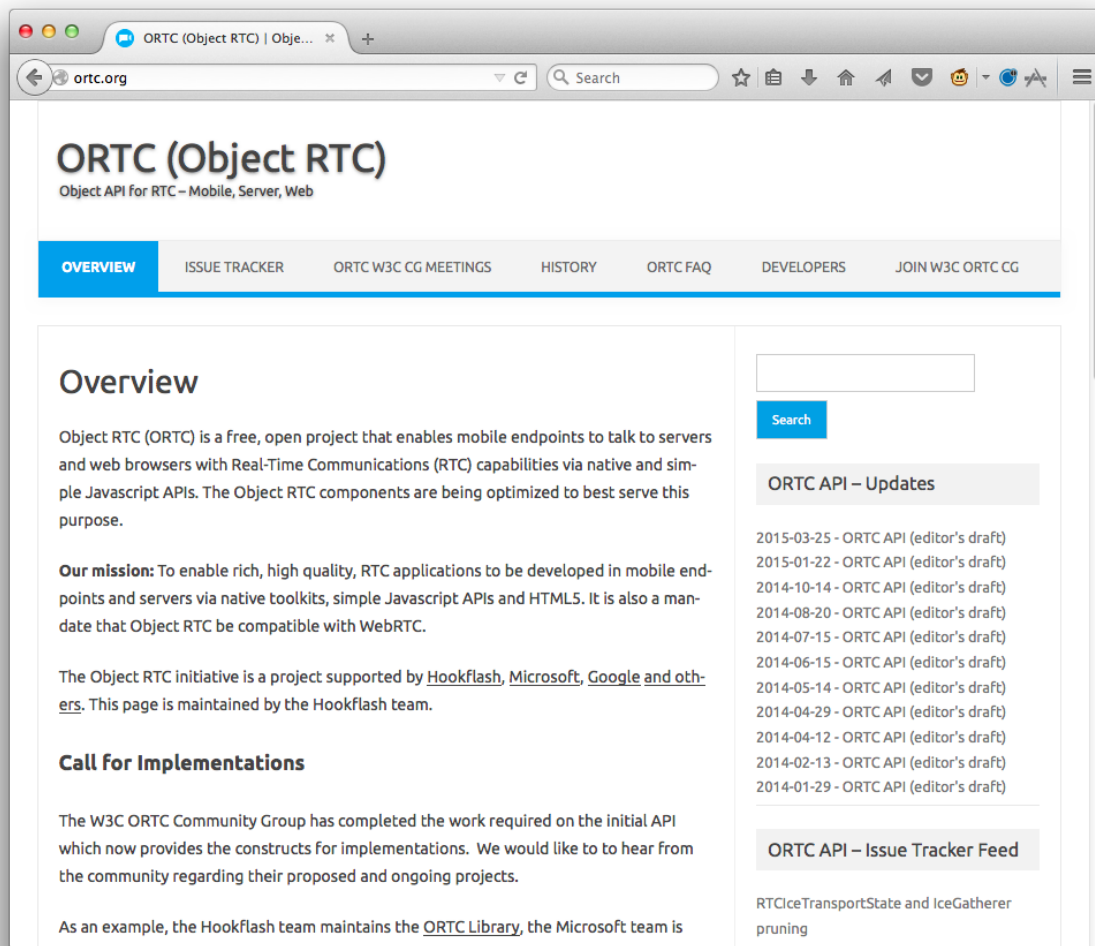 ORTC (Object RTC) | Obje...
ortc.org
Search
ORTC (Object RTC)
Object API for RTC – Mobile, Server, Web
OVERVIEW
ISSUE TRACKER
ORTC W3C CG MEETINGS
HISTORY
ORTC FAQ
DEVELOPERS
JOIN W3C ORTC CG
Overview
Object RTC (ORTC) is a free, open project that enables mobile endpoints to talk to servers
and web browsers with Real-Time Communications (RTC) capabilities via native and sim-
ple Javascript APIs. The Object RTC components are being optimized to best serve this
purpose.
Our mission: To enable rich, high quality, RTC applications to be developed in mobile end-
points and servers via native toolkits, simple Javascript APIs and HTML5. It is also a man-
date that Object RTC be compatible with WebRTC.
The Object RTC initiative is a project supported by Hookflash, Microsoft, Google and oth-
ers. This page is maintained by the Hookflash team.
Call for Implementations
The W3C ORTC Community Group has completed the work required on the initial API
which now provides the constructs for implementations.  We would like to to hear from
the community regarding their proposed and ongoing projects.
As an example, the Hookflash team maintains the ORTC Library, the Microsoft team is
Search
ORTC API – Updates
2015-03-25 - ORTC API (editor's draft)
2015-01-22 - ORTC API (editor's draft)
2014-10-14 - ORTC API (editor's draft)
2014-08-20 - ORTC API (editor's draft)
2014-07-15 - ORTC API (editor's draft)
2014-06-15 - ORTC API (editor's draft)
2014-05-14 - ORTC API (editor's draft)
2014-04-29 - ORTC API (editor's draft)
2014-04-12 - ORTC API (editor's draft)
2014-02-13 - ORTC API (editor's draft)
2014-01-29 - ORTC API (editor's draft)
ORTC API – Issue Tracker Feed
RTCIceTransportState and IceGatherer
pruning